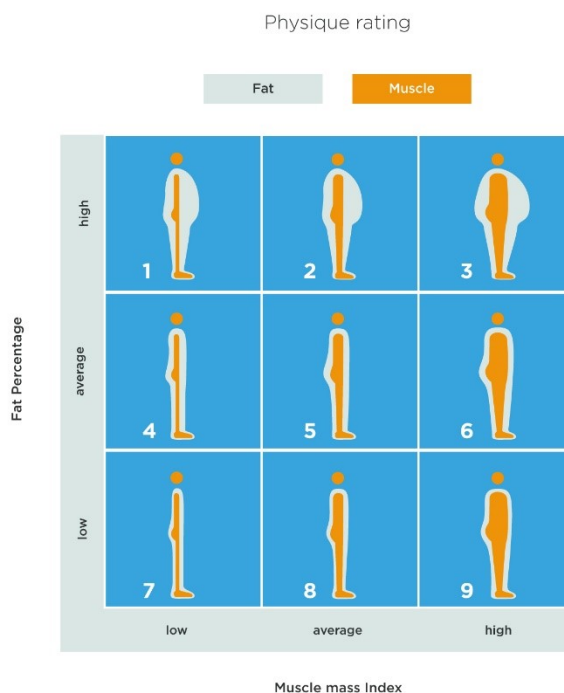 Physique rating
Fat Muscle
high
1 2 3
Fat Percentage
average
4 5 6
low
7 8 9
low average high
Muscle mass Index